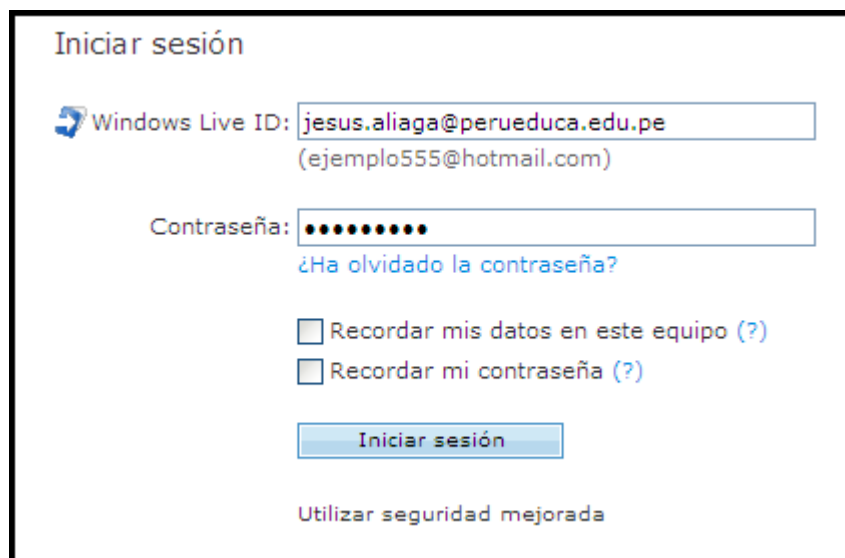 Iniciar sesión
Windows Live ID: jesus.aliaga@perueduca.edu.pe
(ejemplo555@hotmail.com)
Contraseña: •••••••••
¿Ha olvidado la contraseña?
Recordar mis datos en este equipo (?)
Recordar mi contraseña (?)
Iniciar sesión
Utilizar seguridad mejorada